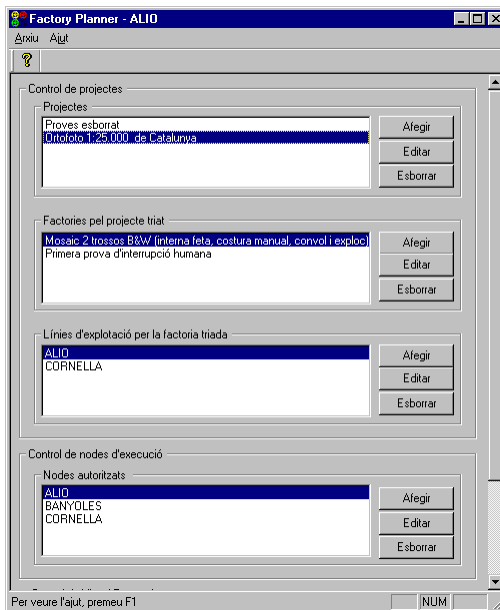 Factory Planner - ALIO
Arxiu Ajut
?
Control de projectes
Projectes
Proves esborrat
Ortofoto 1:25.000 de Catalunya
Afegir
Editar
Esborrar
Factories pel projecte triat
Mosaic 2 trossos B&W (interna feta, costura manual, convol i exploc)
Primera prova d'interrupció humana
Afegir
Editar
Esborrar
Línies d'explotació per la factoria triada
ALIO
CORNELLA
Afegir
Editar
Esborrar
Control de nodes d'execució
Nodes autoritzats
ALIO
BANYOLES
CORNELLA
Afegir
Editar
Esborrar
Per veure l'ajut, premeu F1
NUM